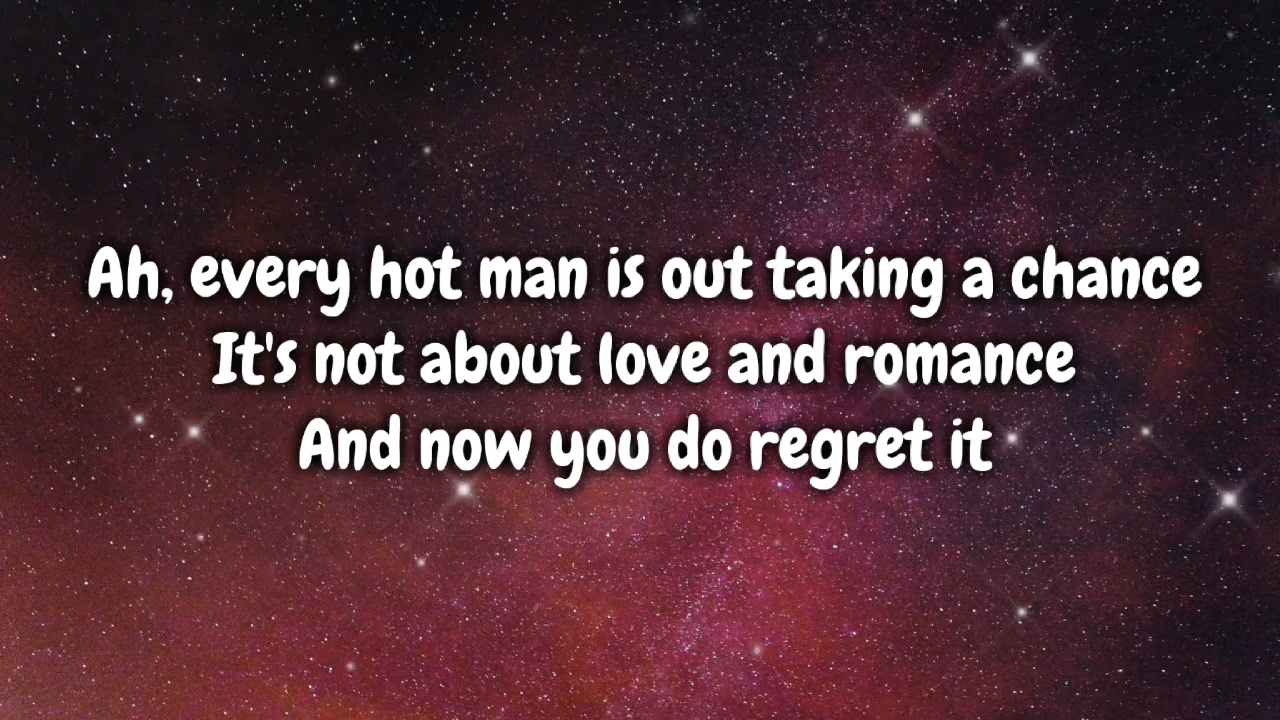 Ah, every hot man is out taking a chance
It's not about love and romance
And now you do regret it